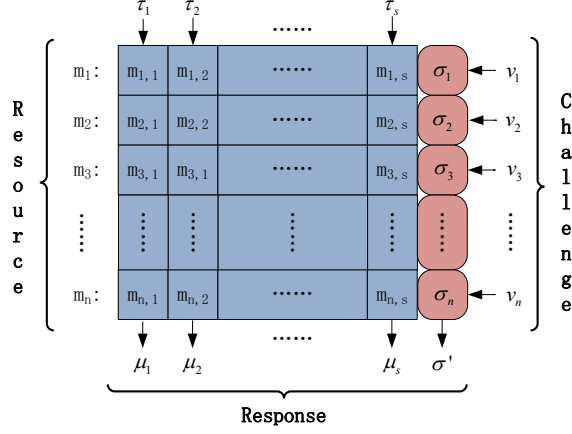 τ1 τ2 …… τs
m1: m1,1 m1,2 …… m1,s σ1 v1
m2: m2,1 m2,2 …… m2,s σ2 v2
m3: m3,1 m3,1 …… m3,s σ3 v3
…… …… …… …… …… …… ……
mn: mn,1 mn,2 …… mn,s σn vn
μ1 μ2 …… μs σ'
Resource
Challenge
Response